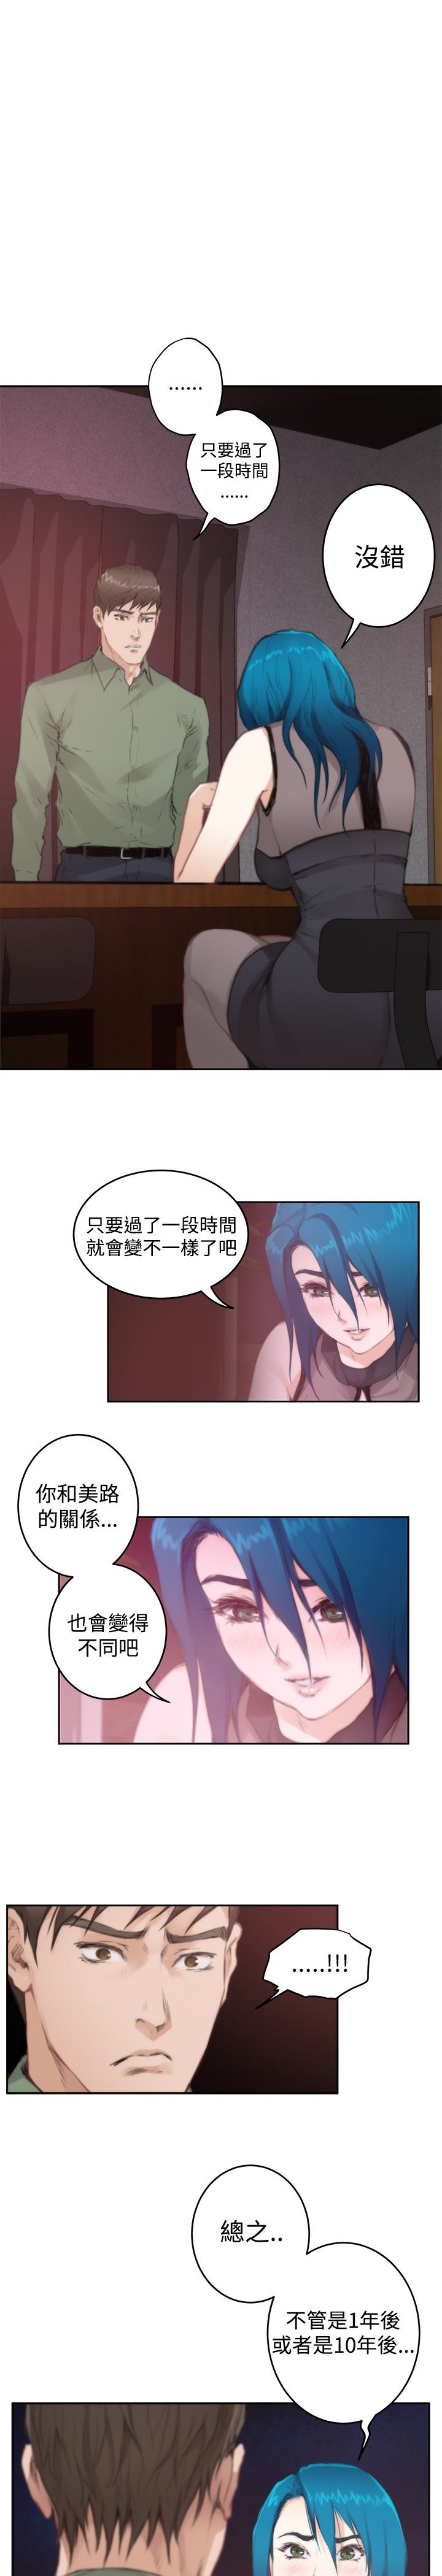 ......
只要過了
一段時間
......
沒錯
只要過了一段時間
就會變不一樣了吧
你和美路
的關係...
也會變得
不同吧
.....!!!
總之..
不管是1年後
或者是10年後...